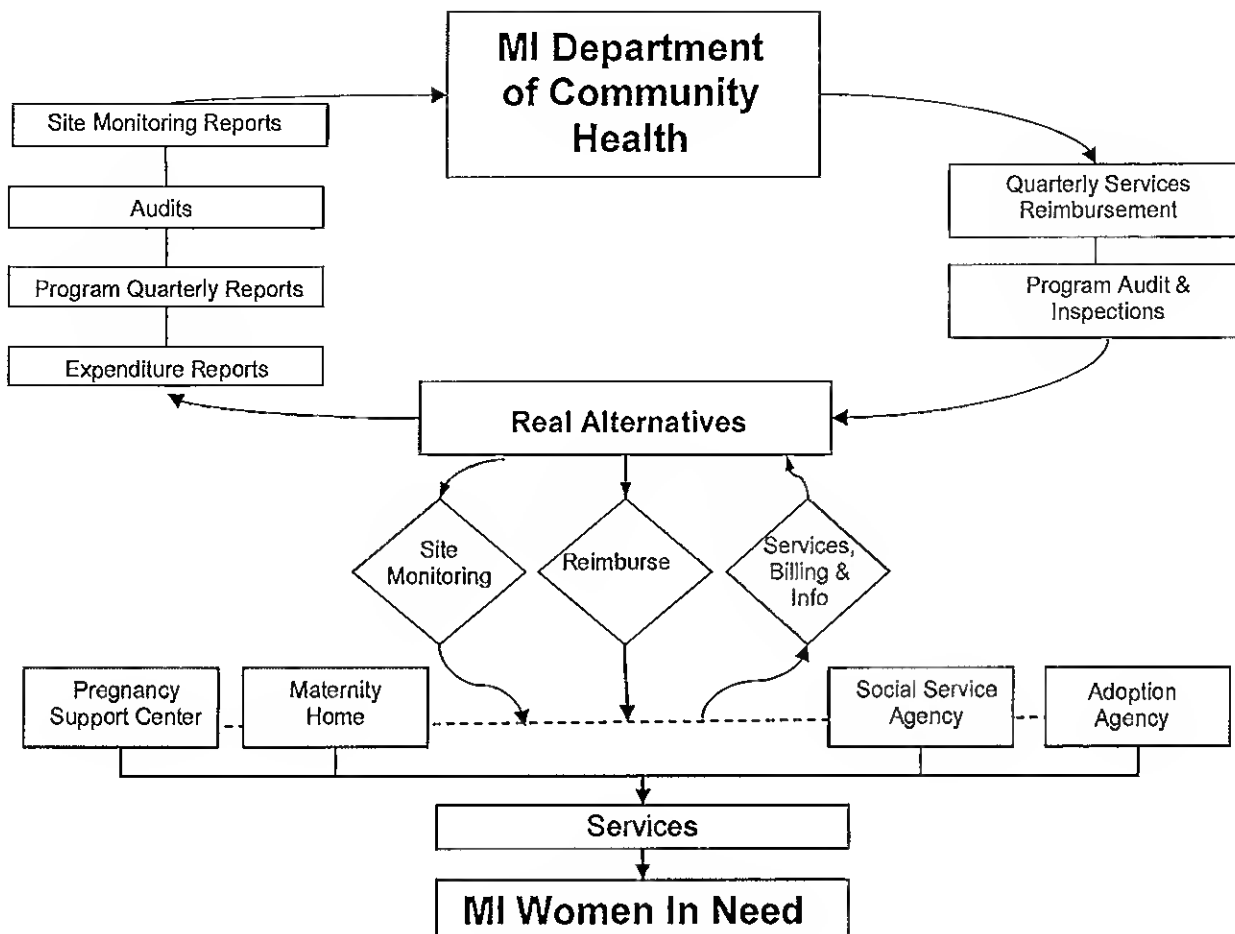 MI Department
of Community
Health
Site Monitoring Reports
Audits
Program Quarterly Reports
Expenditure Reports
Quarterly Services
Reimbursement
Program Audit &
Inspections
Real Alternatives
Site
Monitoring
Reimburse
Services,
Billing &
Info
Pregnancy
Support Center
Maternity
Home
Social Service
Agency
Adoption
Agency
Services
MI Women In Need